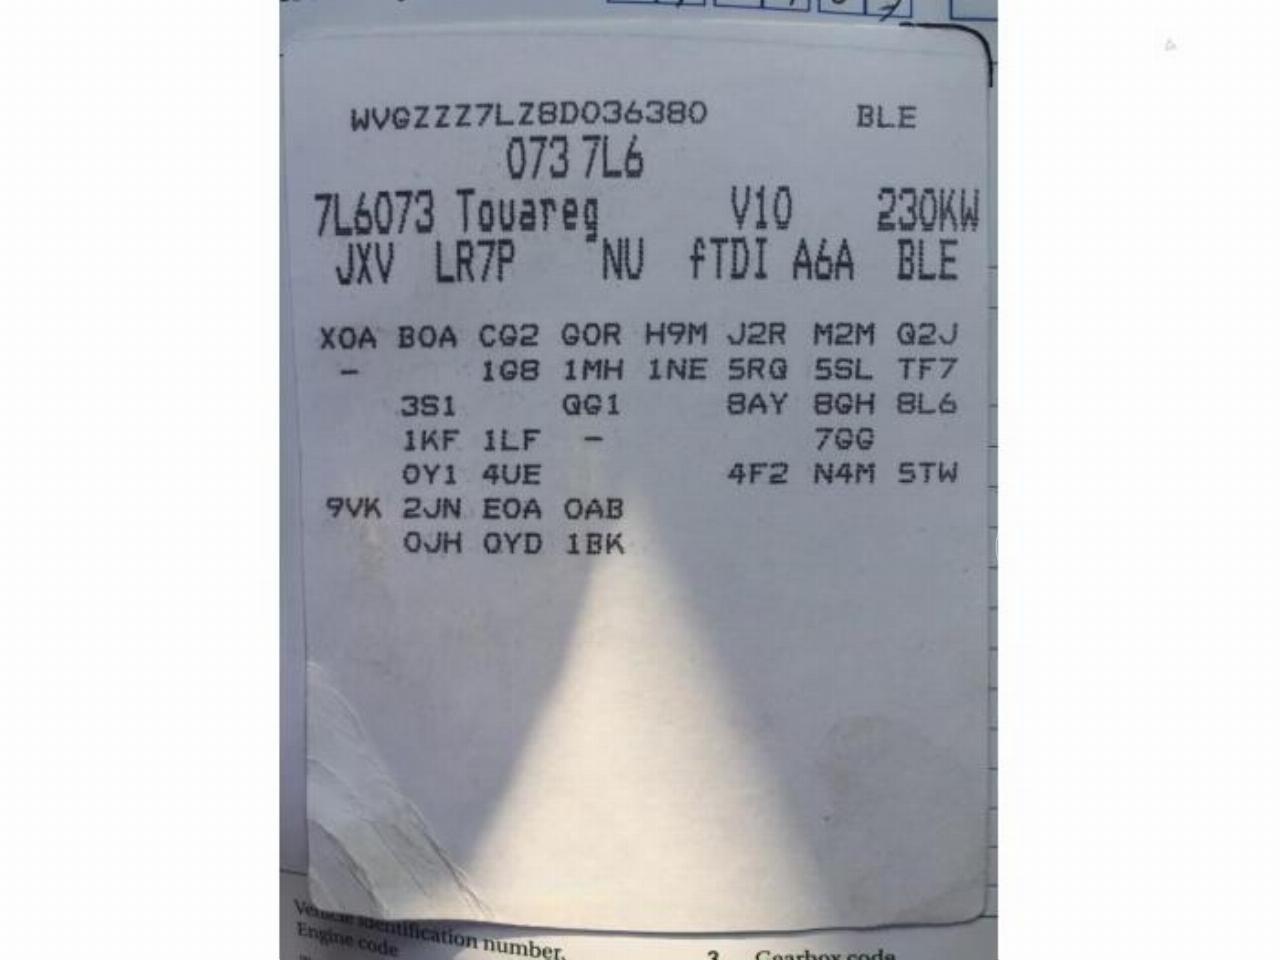 WVGZZZ7LZ8D036380 BLE
073 7L6
7L6073 Touareg V10 230KW
JXV LR7P NU fTDI A6A BLE
X0A B0A CG2 G0R H9M J2R M2M Q2J
- 1G8 1MH 1NE 5RQ 5SL TF7
3S1 QG1 8AY 8GH 8L6
1KF 1LF - 7GG
0Y1 4UE 4F2 N4M 5TW
9VK 2JN E0A 0AB
0JH 0YD 1BK
Vehicle identification number,
Engine code
3 Gearbox code